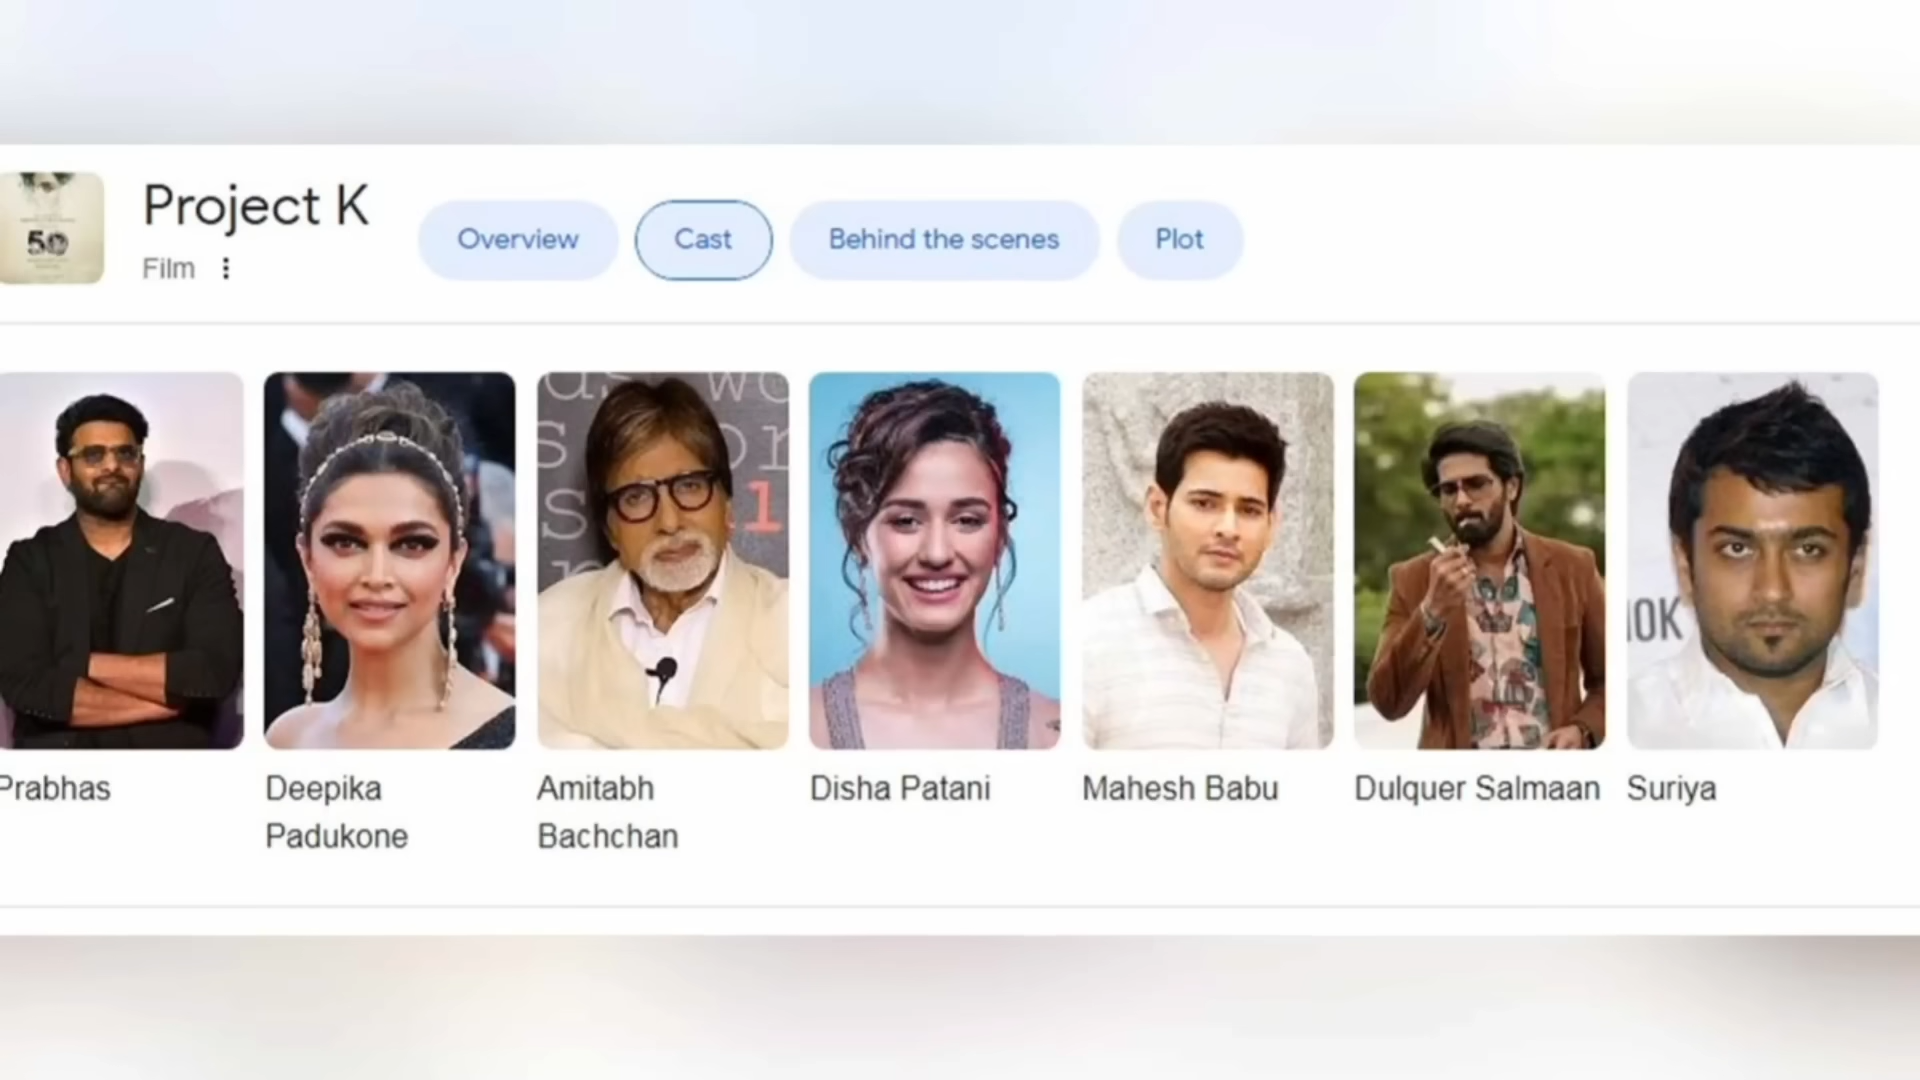 Project K
Film
Overview
Cast
Behind the scenes
Plot
50
Prabhas
Deepika
Padukone
Amitabh
Bachchan
Disha Patani
Mahesh Babu
Dulquer Salmaan
Suriya